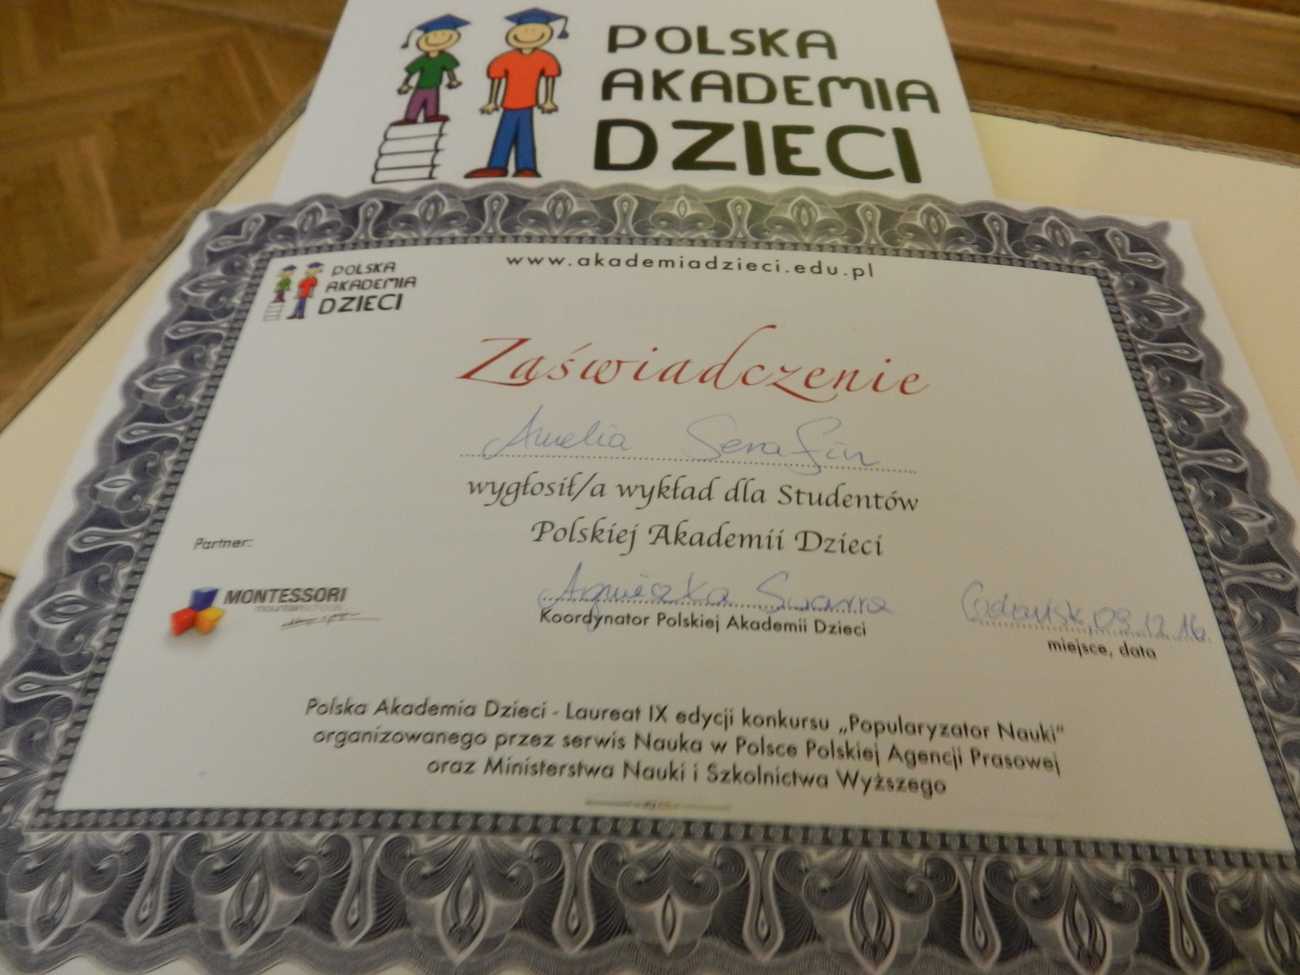 POLSKA
AKADEMIA
DZIECI
www.akademiadzieci.edu.pl
POLSKA
AKADEMIA
DZIECI
Zaświadczenie
Amelia Serafin
wygłosił/a wykład dla Studentów
Polskiej Akademii Dzieci
Partner:
MONTESSORI
mountainschools
Agnieszka
Koordynator Polskiej Akademii Dzieci
Gdańsk, 09.12.16
miejsce, data
Polska Akademia Dzieci - Laureat IX edycji konkursu „Popularyzator Nauki"
organizowanego przez serwis Nauka w Polsce Polskiej Agencji Prasowej
oraz Ministerstwa Nauki i Szkolnictwa Wyższego